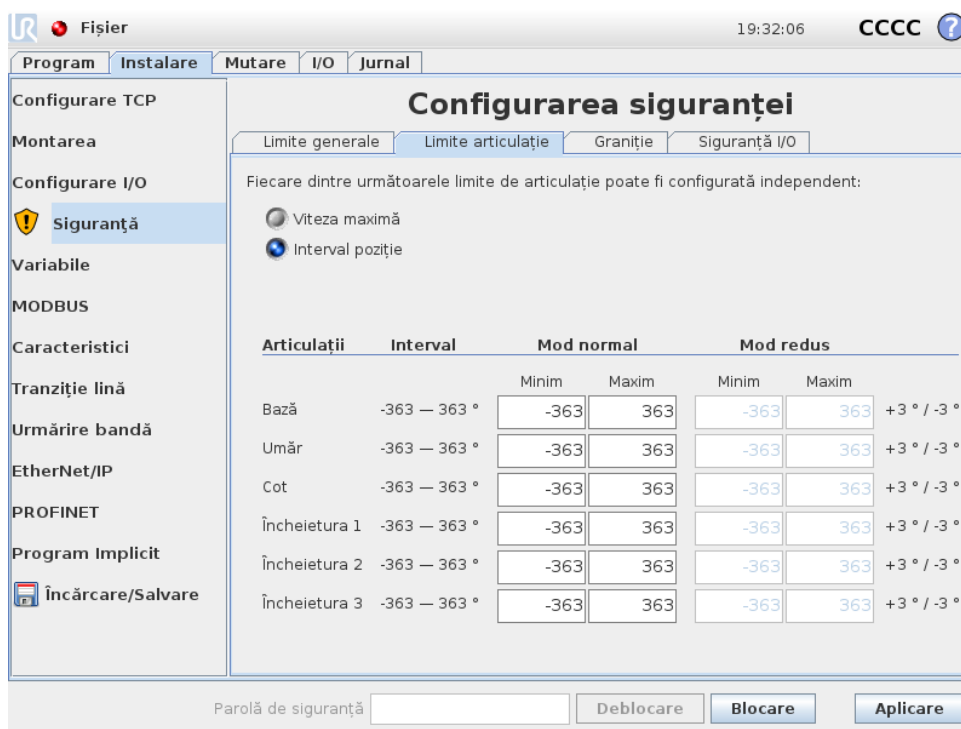 UR Fișier 19:32:06 CCCC ?
Program Instalare Mutare I/O Jurnal
Configurare TCP
Montarea
Configurare I/O
Siguranță
Variabile
MODBUS
Caracteristici
Tranziție lină
Urmărire bandă
EtherNet/IP
PROFINET
Program Implicit
Încărcare/Salvare
Configurarea siguranței
Limite generale Limite articulație Graniție Siguranță I/O
Fiecare dintre următoarele limite de articulație poate fi configurată independent:
Viteza maximă
Interval poziție
Articulații Interval Mod normal Mod redus
Minim Maxim Minim Maxim
Bază -363 — 363 ° -363 363 -363 363 +3 ° / -3 °
Umăr -363 — 363 ° -363 363 -363 363 +3 ° / -3 °
Cot -363 — 363 ° -363 363 -363 363 +3 ° / -3 °
Încheietura 1 -363 — 363 ° -363 363 -363 363 +3 ° / -3 °
Încheietura 2 -363 — 363 ° -363 363 -363 363 +3 ° / -3 °
Încheietura 3 -363 — 363 ° -363 363 -363 363 +3 ° / -3 °
Parolă de siguranță Deblocare Blocare Aplicare